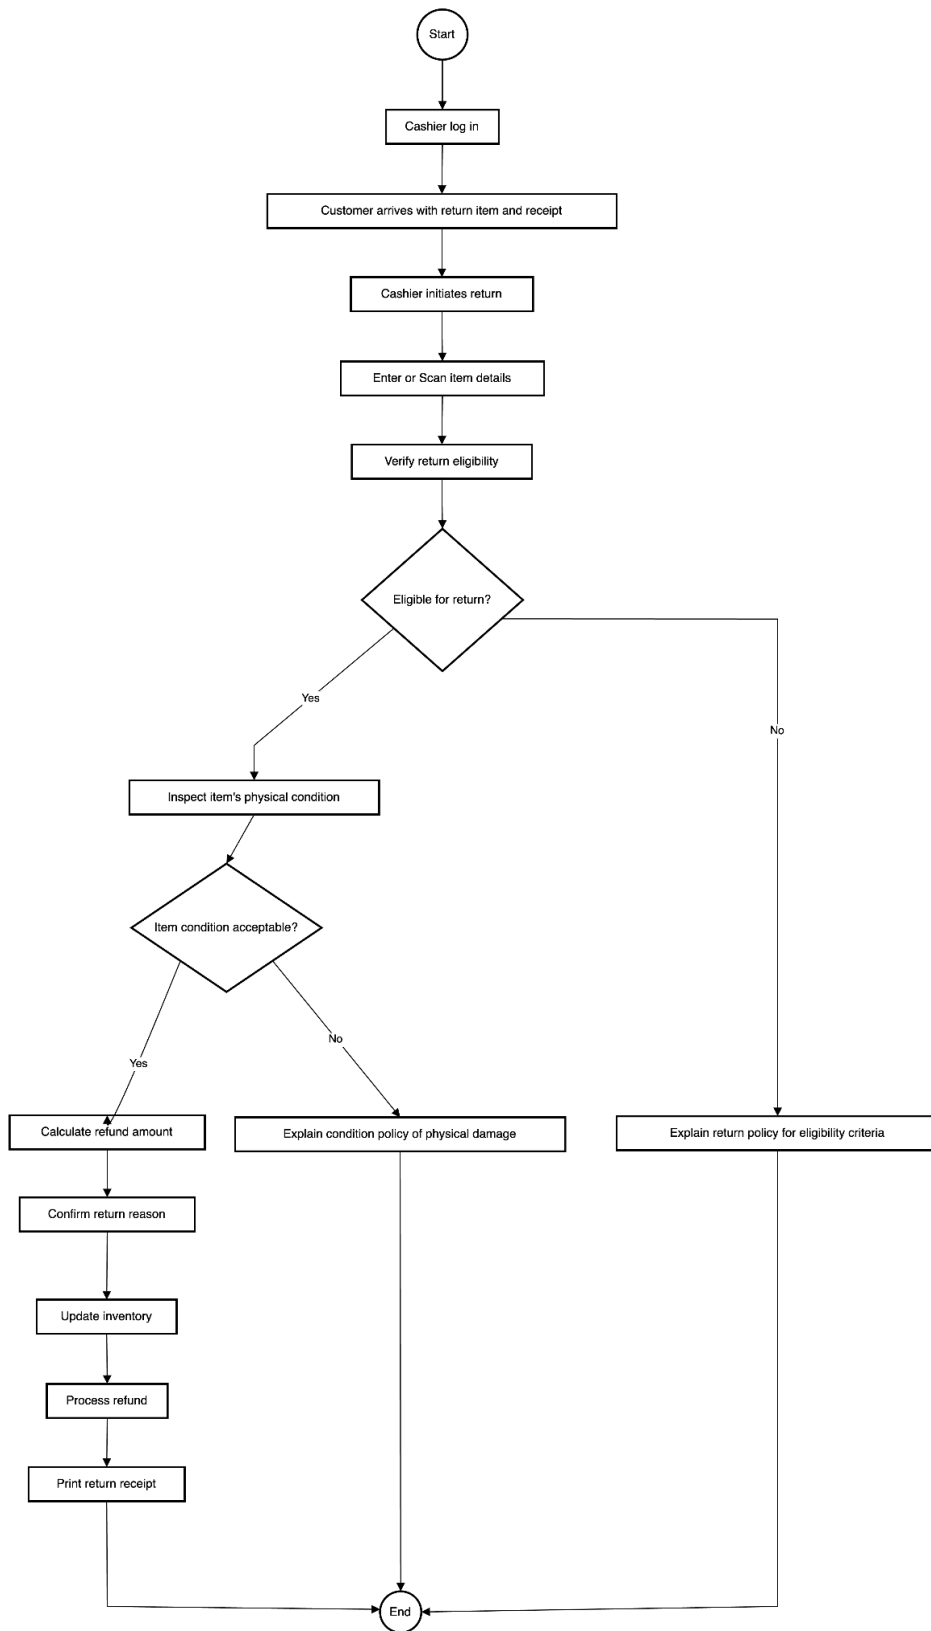 Start
Cashier log in
Customer arrives with return item and receipt
Cashier initiates return
Enter or Scan item details
Verify return eligibility
Eligible for return?
Yes
No
Inspect item's physical condition
Item condition acceptable?
Yes
No
Calculate refund amount
Explain condition policy of physical damage
Explain return policy for eligibility criteria
Confirm return reason
Update inventory
Process refund
Print return receipt
End